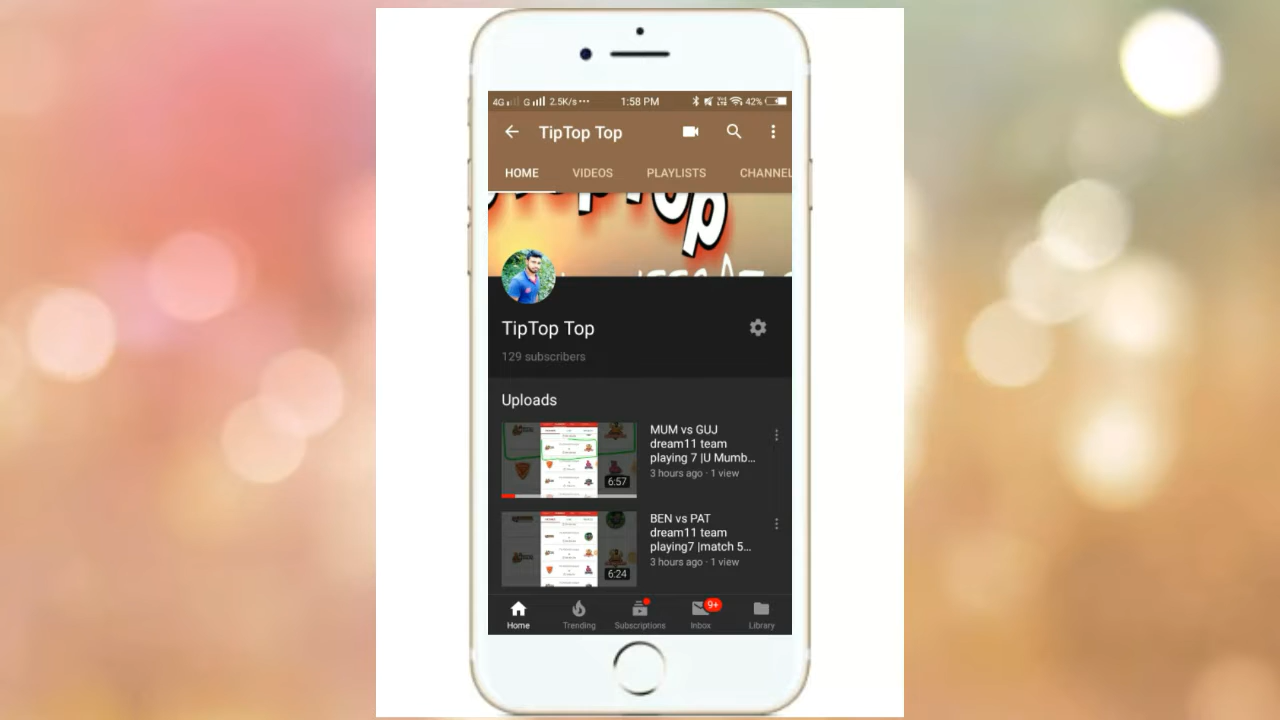 4G G 2.5K/s ... 1:58 PM 42%
TipTop Top
HOME VIDEOS PLAYLISTS CHANNEL
TipTop Top
129 subscribers
Uploads
MUM vs GUJ
dream11 team
playing 7 |U Mumb...
3 hours ago · 1 view
6:57
BEN vs PAT
dream11 team
playing7 |match 5...
3 hours ago · 1 view
6:24
9+
Home Trending Subscriptions Inbox Library